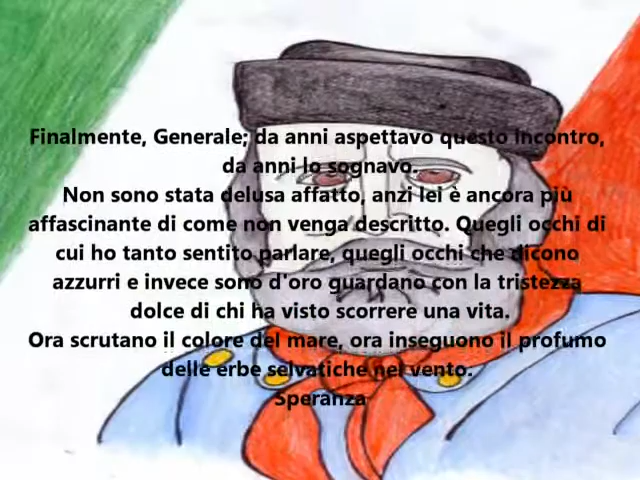 Finalmente, Generale; da anni aspettavo questo incontro,
da anni lo sognavo.
Non sono stata delusa affatto, anzi lei è ancora più
affascinante di come non venga descritto. Quegli occhi di
cui ho tanto sentito parlare, quegli occhi che dicono
azzurri e invece sono d'oro guardano con la tristezza
dolce di chi ha visto scorrere una vita.
Ora scrutano il colore del mare, ora inseguono il profumo
delle erbe selvatiche nel vento.
Speranza